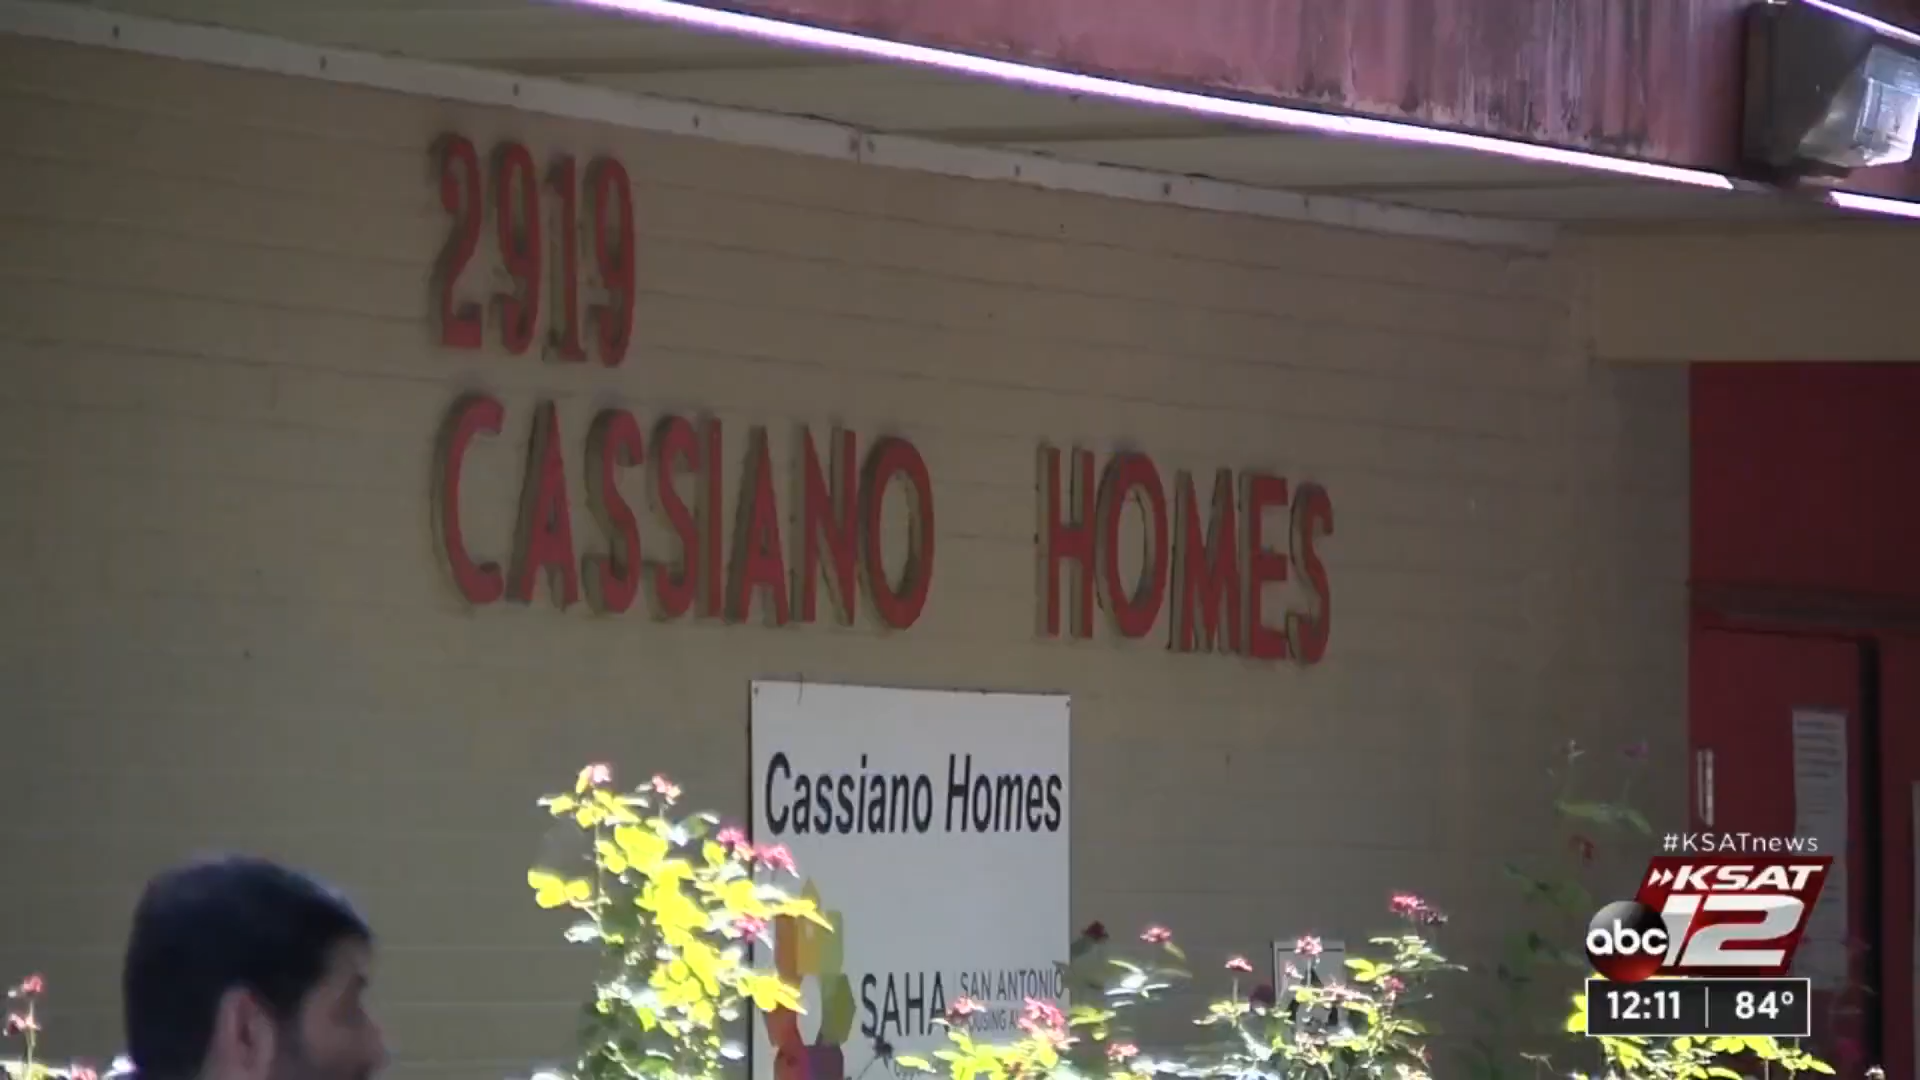 2919
CASSIANO HOMES
Cassiano Homes
SAHA | SAN ANTONIO
#KSATnews
KSAT
abc 12
12:11 | 84°